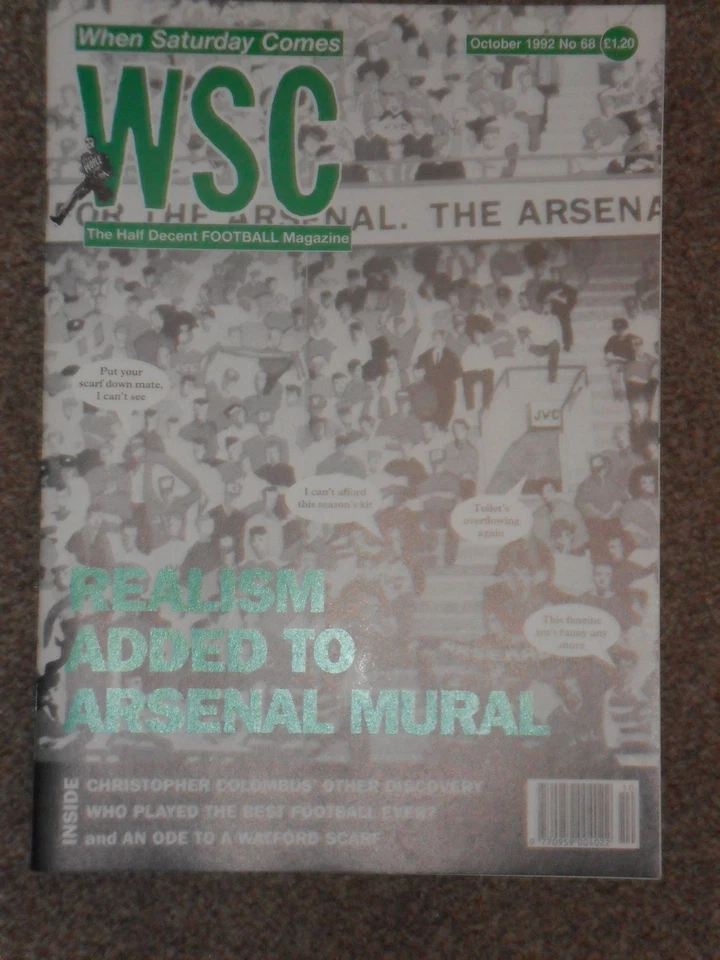 When Saturday Comes
October 1992 No 68 £1.20
WSC
FOR THE ARSENAL. THE ARSENA
The Half Decent FOOTBALL Magazine
Put your
scarf down mate,
I can't see
JVC
I can't afford
this season's kit
Toilet's
overflowing
again
This fanzine
isn't funny any
more
REALISM
ADDED TO
ARSENAL MURAL
INSIDE
CHRISTOPHER COLOMBUS' OTHER DISCOVERY
WHO PLAYED THE BEST FOOTBALL EVER?
and AN ODE TO A WATFORD SCARF